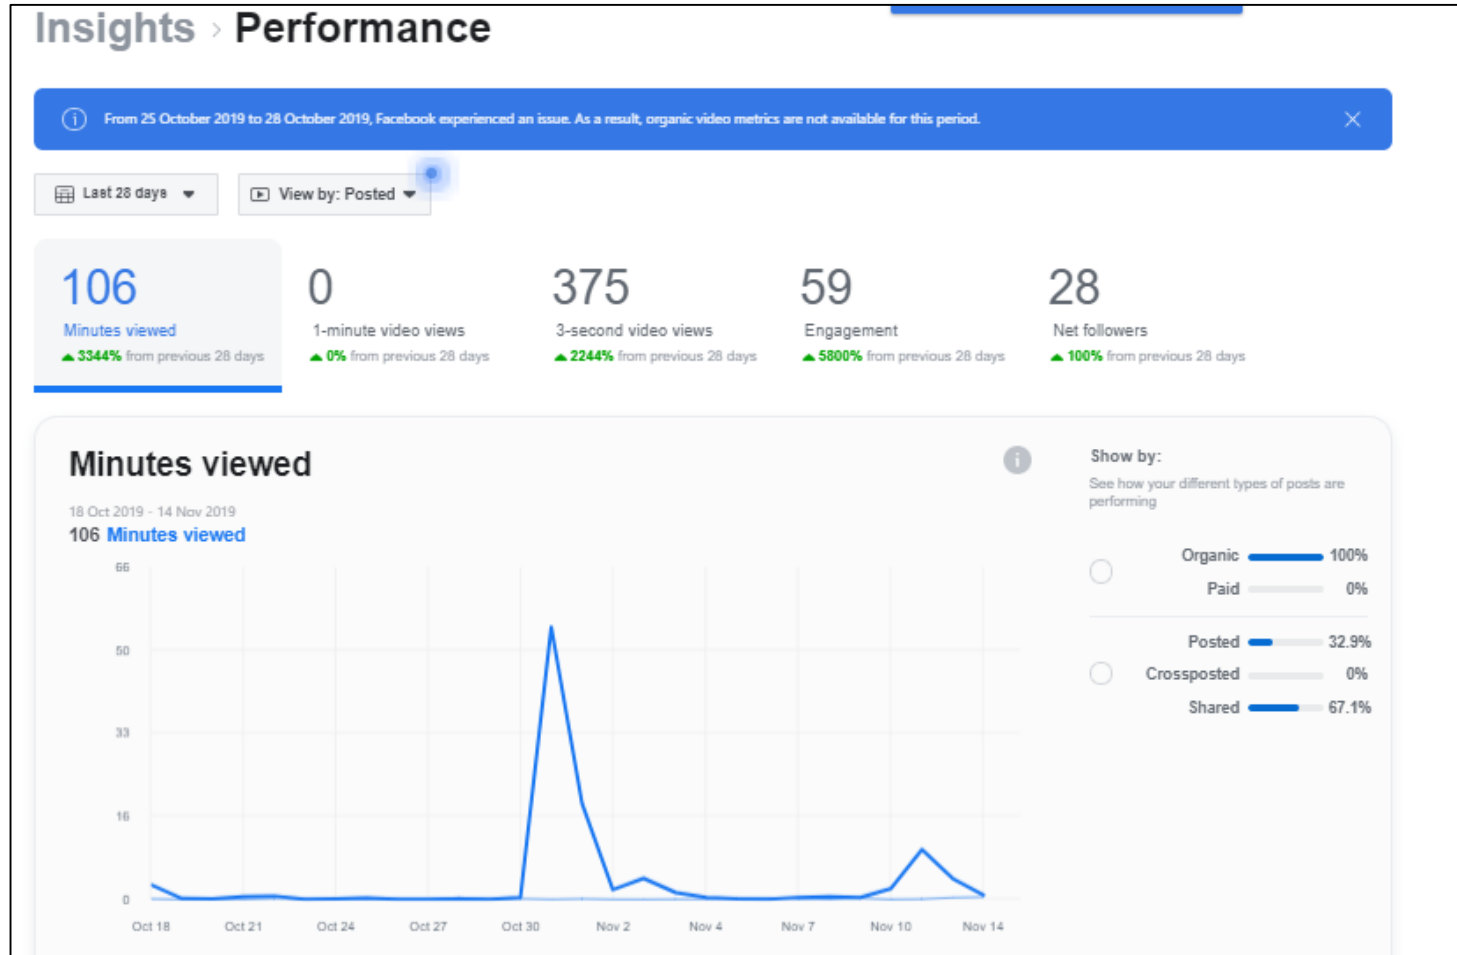 Insights › Performance
From 25 October 2019 to 28 October 2019, Facebook experienced an issue. As a result, organic video metrics are not available for this period.
Last 28 days
View by: Posted
106
Minutes viewed
3344% from previous 28 days
0
1-minute video views
0% from previous 28 days
375
3-second video views
2244% from previous 28 days
59
Engagement
5800% from previous 28 days
28
Net followers
100% from previous 28 days
Minutes viewed
18 Oct 2019 - 14 Nov 2019
106 Minutes viewed
66
50
33
16
0
Oct 18 Oct 21 Oct 24 Oct 27 Oct 30 Nov 2 Nov 4 Nov 7 Nov 10 Nov 14
Show by:
See how your different types of posts are
performing
Organic 100%
Paid 0%
Posted 32.9%
Crossposted 0%
Shared 67.1%